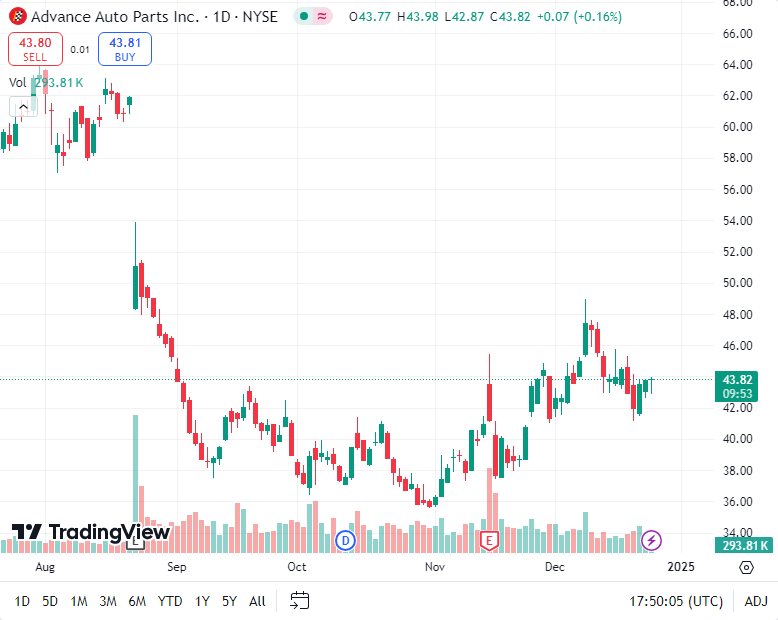 68.00
Advance Auto Parts Inc. · 1D · NYSE O43.77 H43.98 L42.87 C43.82 +0.07 (+0.16%)
66.00
43.80 0.01 43.81
SELL BUY
64.00
Vol 293.81 K
62.00
60.00
58.00
56.00
54.00
52.00
50.00
48.00
46.00
43.82
09:53
42.00
40.00
38.00
36.00
34.00
TradingView
E D E
293.81 K
Aug Sep Oct Nov Dec 2025
1D 5D 1M 3M 6M YTD 1Y 5Y All 17:50:05 (UTC) ADJ